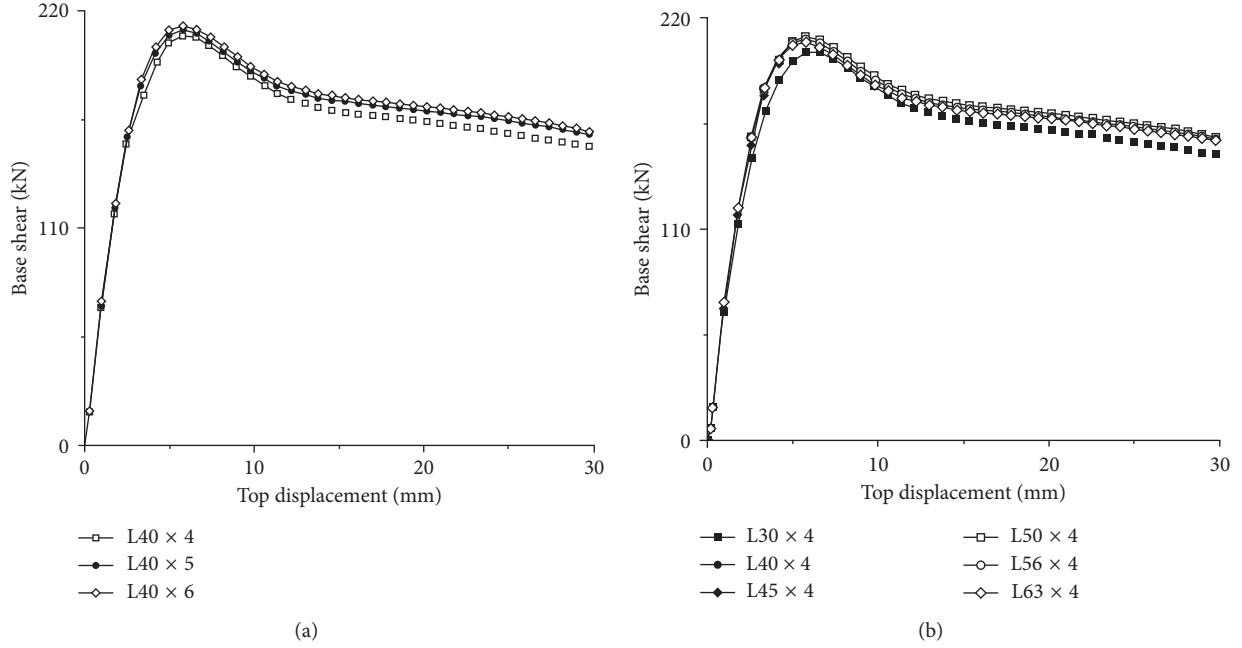 220
110
0
Base shear (kN)
0 10 20 30
Top displacement (mm)
L40 × 4
L40 × 5
L40 × 6
(a)
220
110
0
Base shear (kN)
0 10 20 30
Top displacement (mm)
L30 × 4
L40 × 4
L45 × 4
L50 × 4
L56 × 4
L63 × 4
(b)